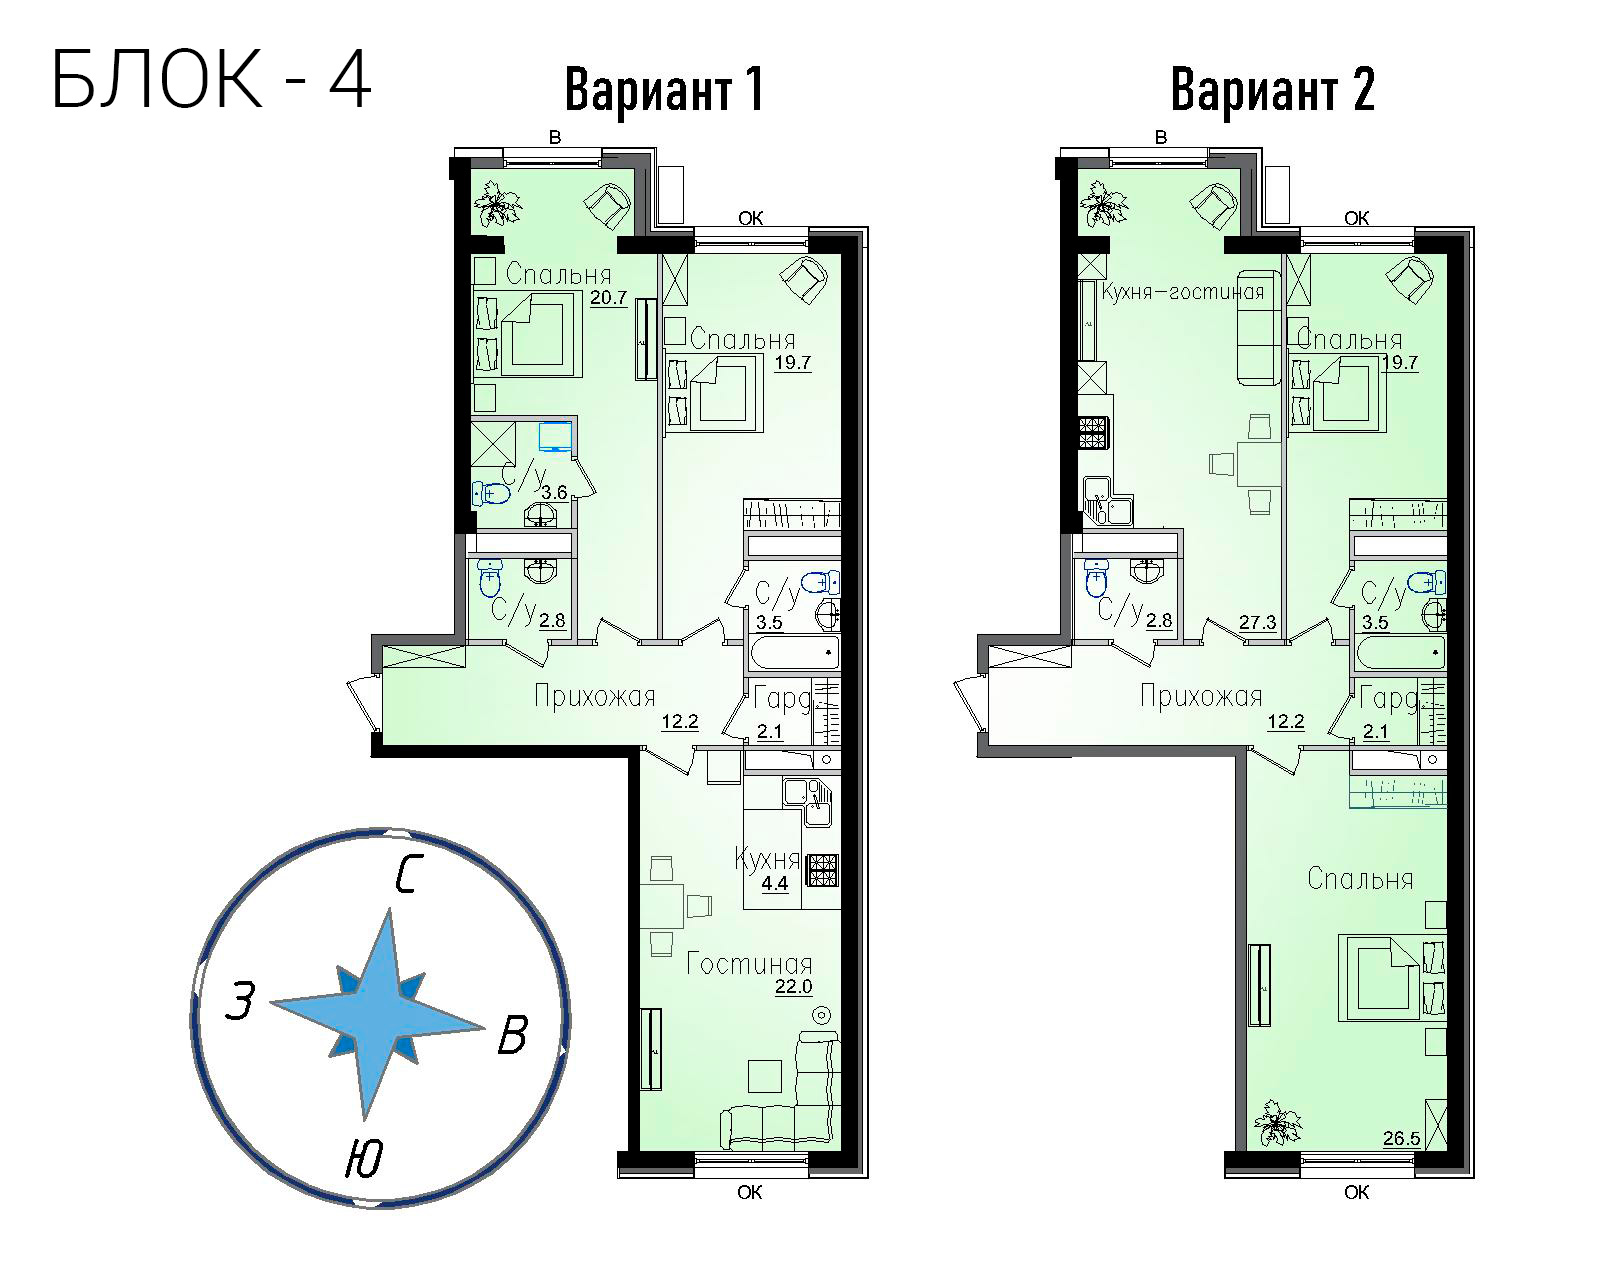 БЛОК - 4
Вариант 1
В
ОК
Спальня
20.7
Спальня
19.7
С/у
3.6
С/у
2.8
С/у
3.5
Прихожая
12.2
Гард.
2.1
Кухня
4.4
Гостиная
22.0
ОК
Вариант 2
В
ОК
Кухня-гостиная
Спальня
19.7
С/у
2.8
27.3
С/у
3.5
Прихожая
12.2
Гард.
2.1
Спальня
26.5
ОК
С
З
В
Ю